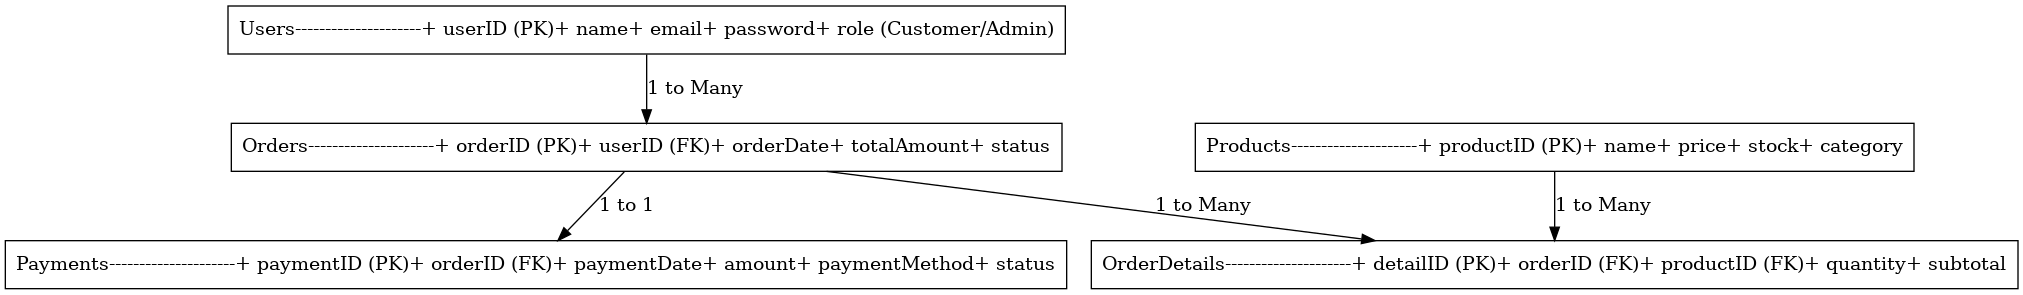 Users---------------------+ userID (PK)+ name+ email+ password+ role (Customer/Admin)
1 to Many
Orders---------------------+ orderID (PK)+ userID (FK)+ orderDate+ totalAmount+ status
Products---------------------+ productID (PK)+ name+ price+ stock+ category
1 to 1
1 to Many
1 to Many
Payments---------------------+ paymentID (PK)+ orderID (FK)+ paymentDate+ amount+ paymentMethod+ status
OrderDetails---------------------+ detailID (PK)+ orderID (FK)+ productID (FK)+ quantity+ subtotal